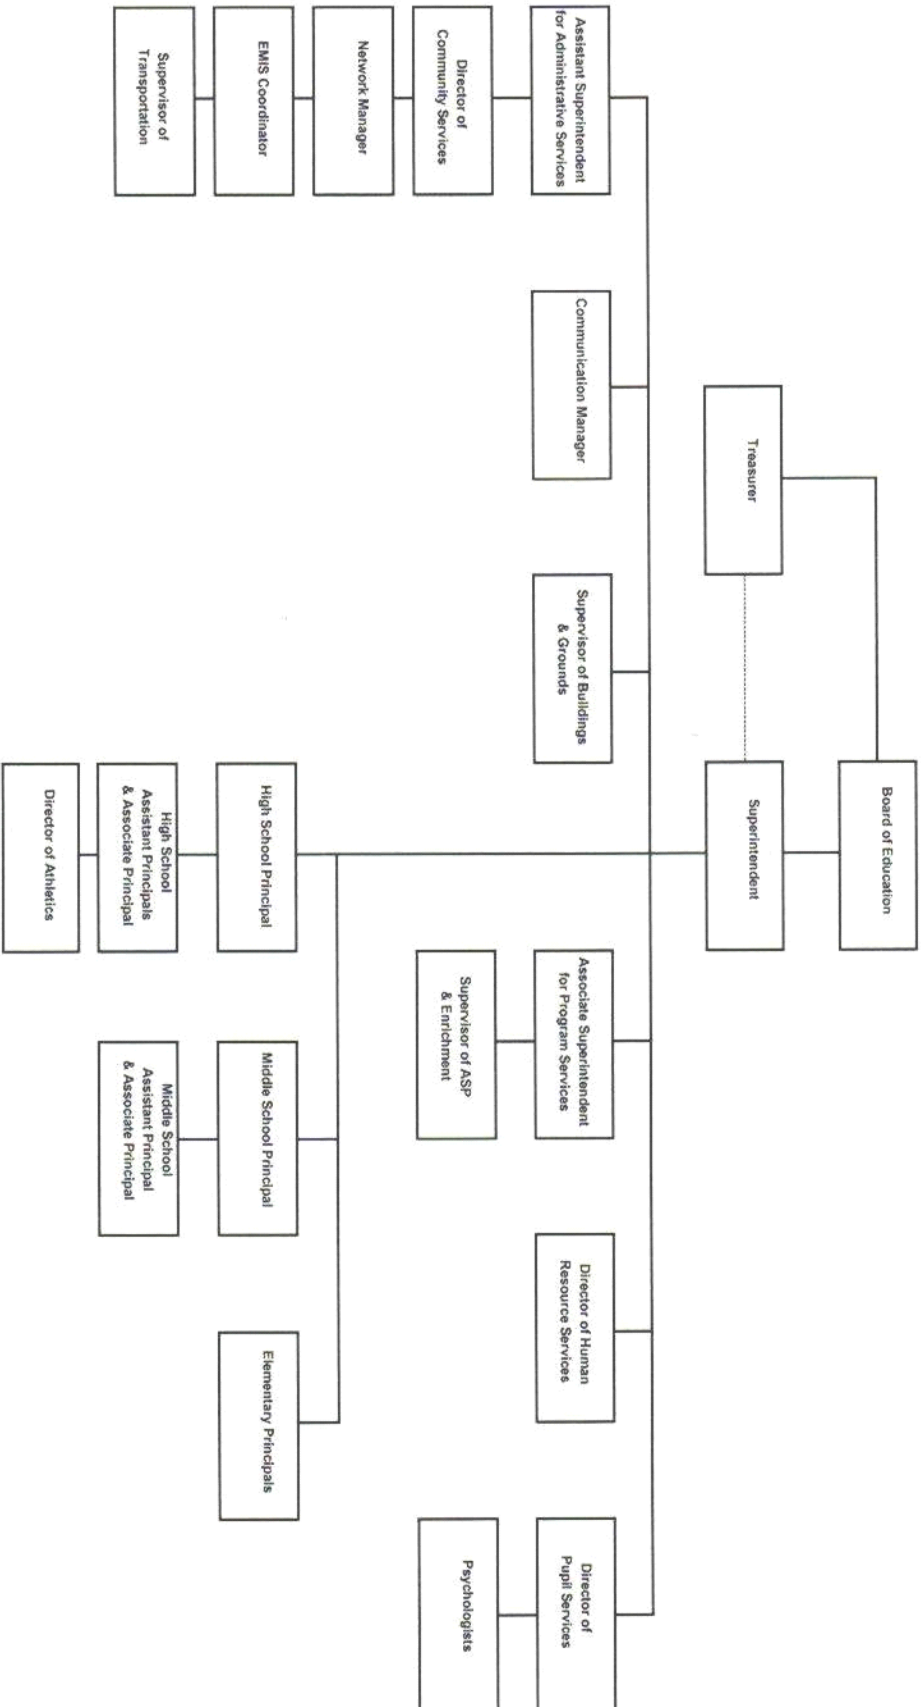 Board of Education
Treasurer
Superintendent
Assistant Superintendent
for Administrative Services
Communication Manager
Supervisor of Buildings
& Grounds
Associate Superintendent
for Program Services
Director of Human
Resource Services
Director of
Pupil Services
Director of
Community Services
Supervisor of ASP
& Enrichment
Psychologists
Network Manager
EMIS Coordinator
High School Principal
Middle School Principal
Elementary Principals
Supervisor of
Transportation
High School
Assistant Principals
& Associate Principal
Middle School
Assistant Principal
& Associate Principal
Director of Athletics